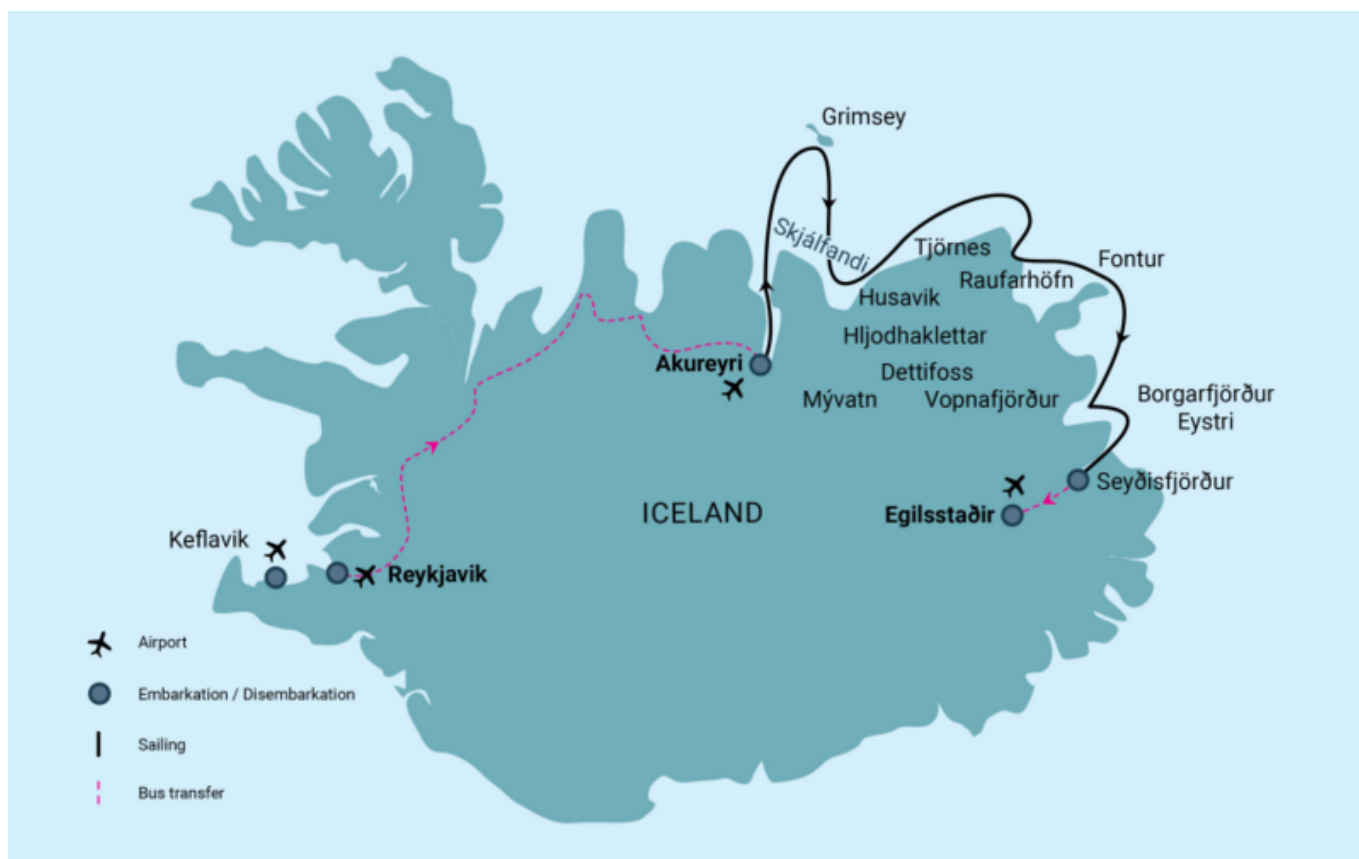 Grimsey
Skjálfandi
Tjörnes
Fontur
Raufarhöfn
Husavik
Hljodhaklettar
Akureyri
Dettifoss
Mývatn
Vopnafjörður
Borgarfjörður
Eystri
Seyðisfjörður
ICELAND
Egilsstaðir
Keflavik
Reykjavik
Airport
Embarkation / Disembarkation
Sailing
Bus transfer